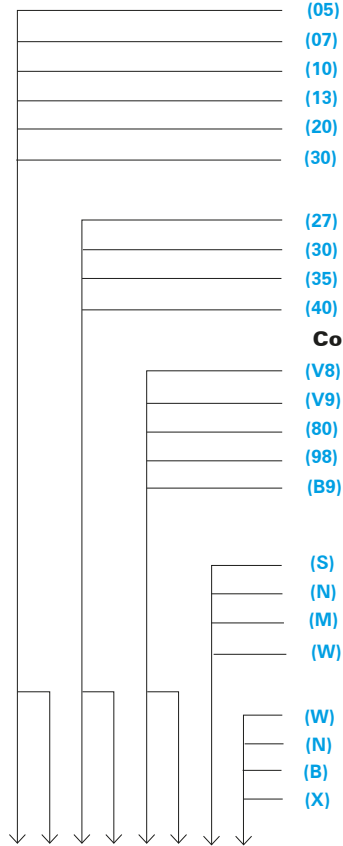 (05)
(07)
(10)
(13)
(20)
(30)
(27)
(30)
(35)
(40)
Co
(V8)
(V9)
(80)
(98)
(B9)
(S)
(N)
(M)
(W)
(W)
(N)
(B)
(X)